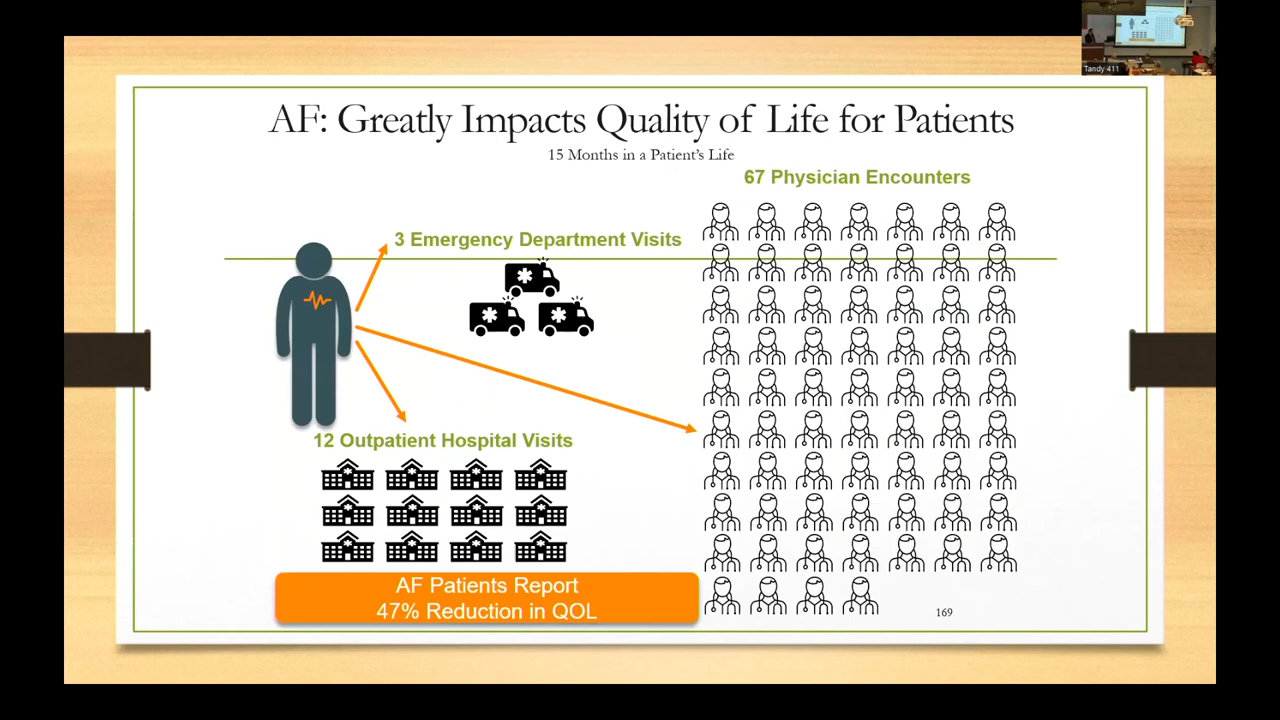 Tandy 411
AF: Greatly Impacts Quality of Life for Patients
15 Months in a Patient's Life
67 Physician Encounters
3 Emergency Department Visits
12 Outpatient Hospital Visits
AF Patients Report
47% Reduction in QOL
169